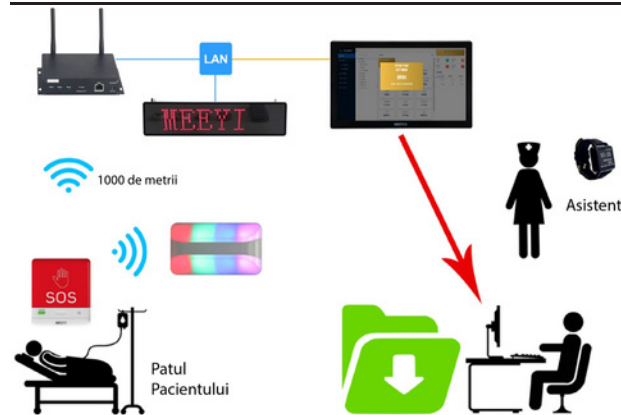 LAN
MEEYI
1000 de metrii
Asistent
SOS
Patul
Pacientului